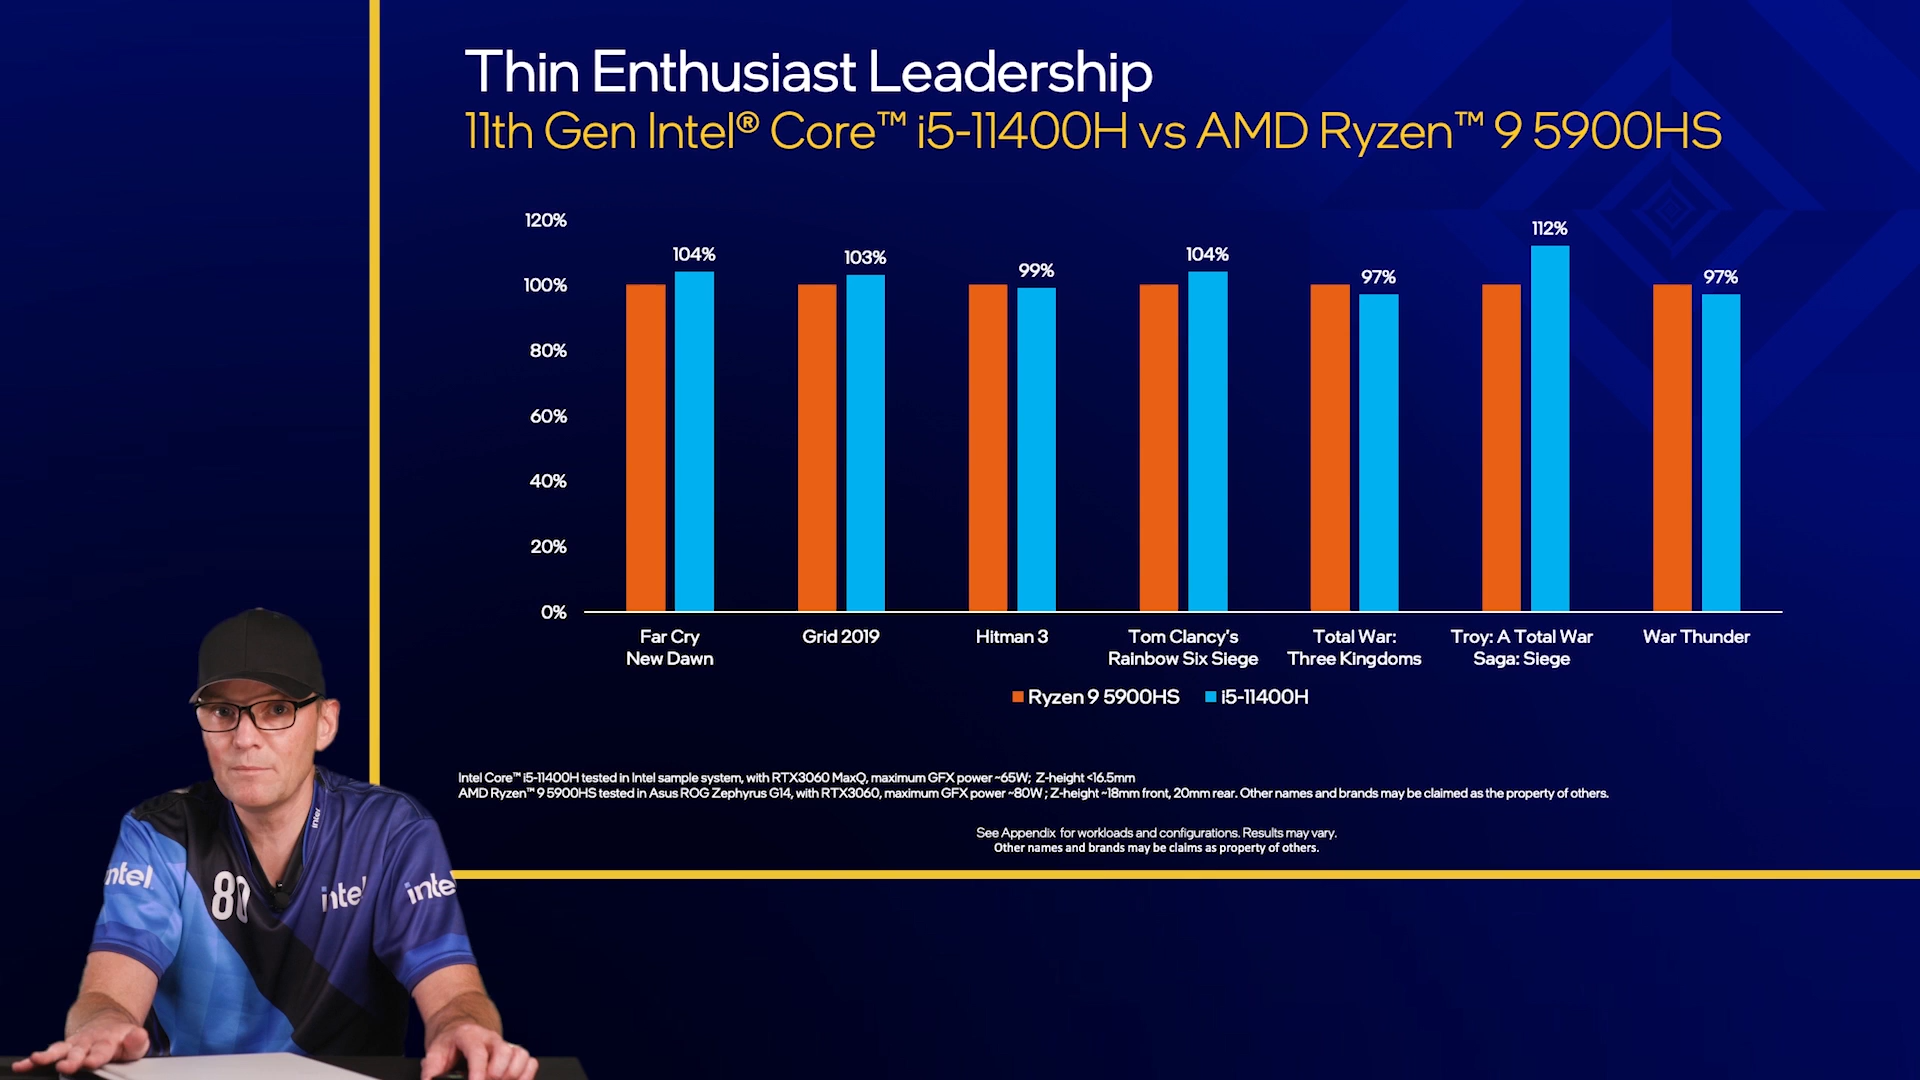 Thin Enthusiast Leadership
11th Gen Intel® Core™ i5-11400H vs AMD Ryzen™ 9 5900HS
120%
100%
80%
60%
40%
20%
0%
104%
103%
99%
104%
97%
112%
97%
Far Cry
New Dawn
Grid 2019
Hitman 3
Tom Clancy's
Rainbow Six Siege
Total War:
Three Kingdoms
Troy: A Total War
Saga: Siege
War Thunder
Ryzen 9 5900HS
i5-11400H
Intel Core™ i5-11400H tested in Intel sample system, with RTX3060 MaxQ, maximum GFX power ~65W; Z-height <16.5mm
AMD Ryzen™ 9 5900HS tested in Asus ROG Zephyrus G14, with RTX3060, maximum GFX power ~80W; Z-height ~18mm front, 20mm rear. Other names and brands may be claimed as the property of others.
See Appendix for workloads and configurations. Results may vary.
Other names and brands may be claims as property of others.
intel
intel
80
intel
intel